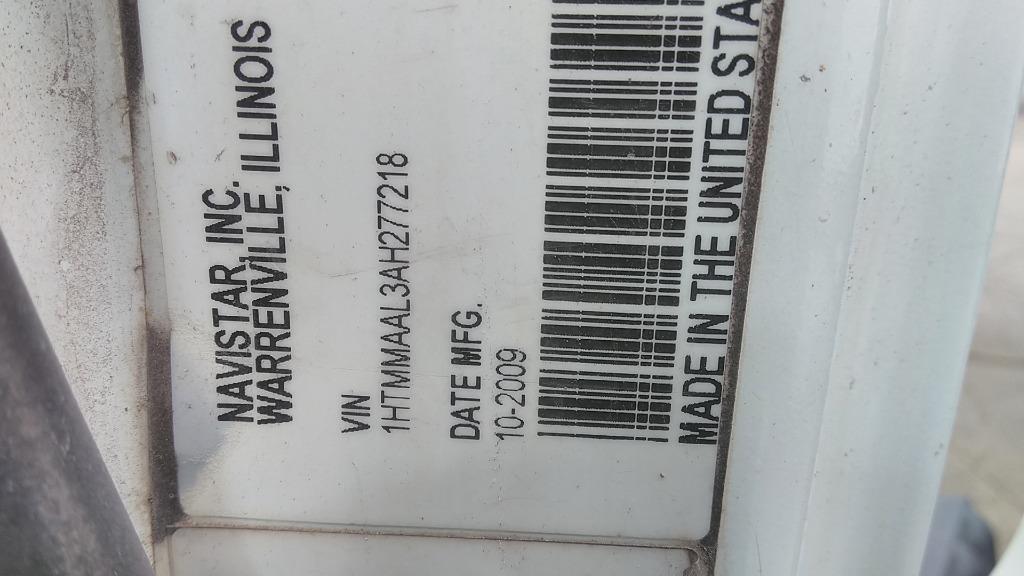 NAVISTAR, INC.
WARRENVILLE, ILLINOIS
VIN
1HTMMAAL3AH277218
DATE MFG.
10-2009
MADE IN THE UNITED STA